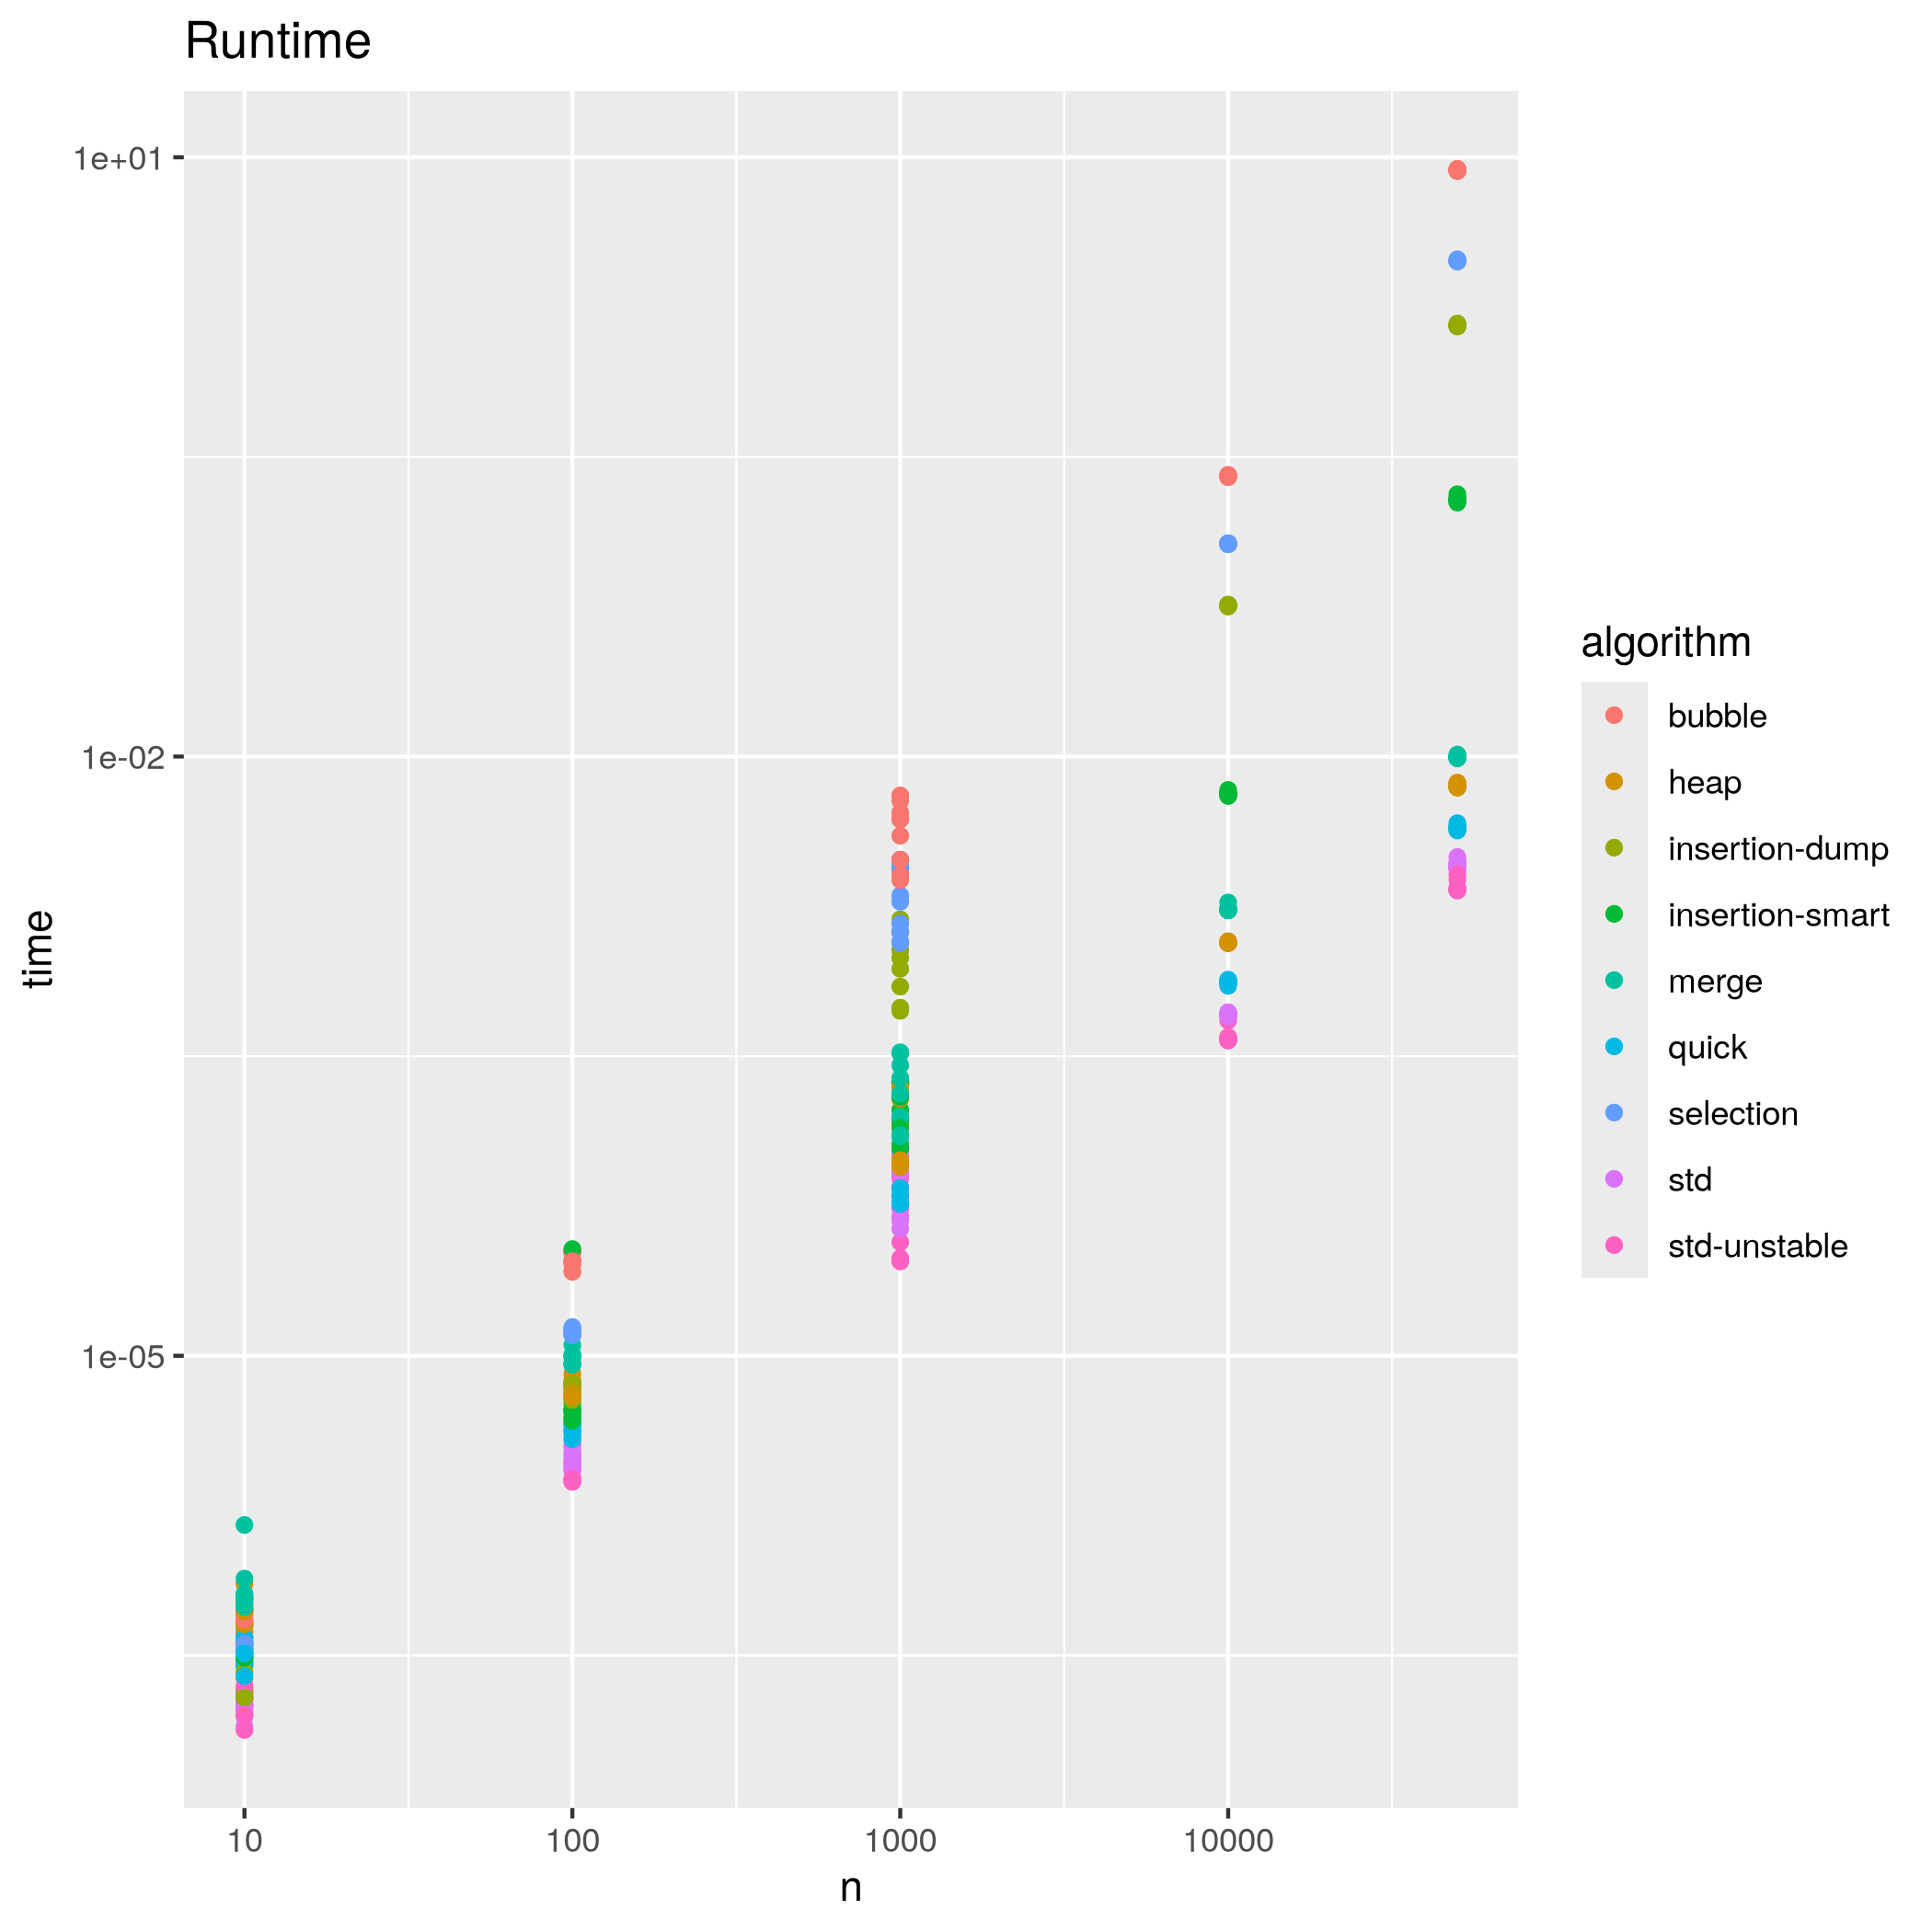 Runtime
1e+01
1e-02
1e-05
time
10
100
1000
10000
n
algorithm
bubble
heap
insertion-dump
insertion-smart
merge
quick
selection
std
std-unstable